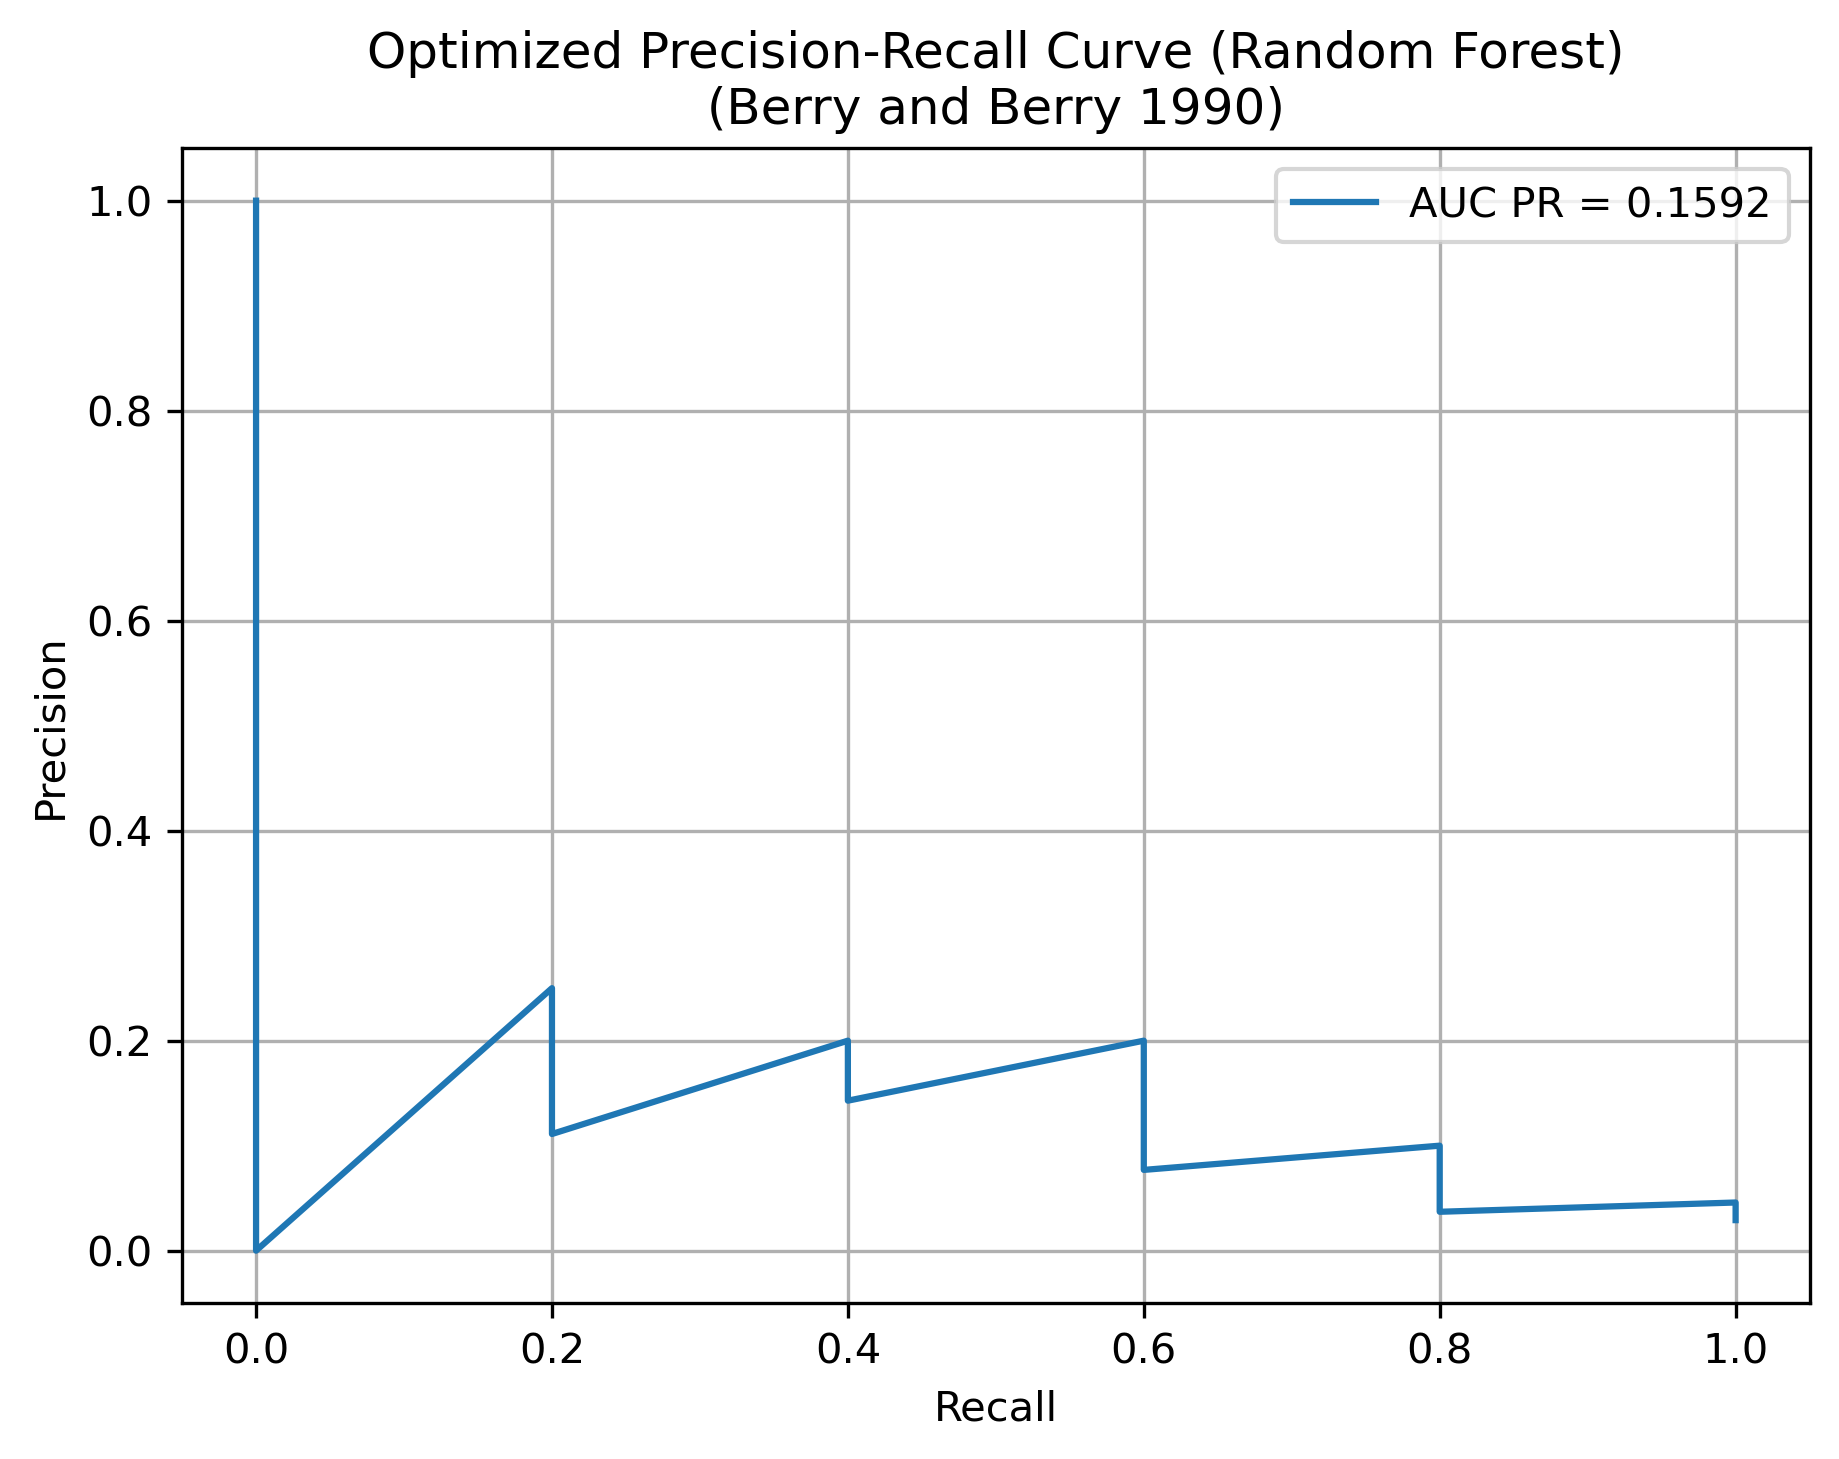 Optimized Precision-Recall Curve (Random Forest)
(Berry and Berry 1990)
AUC PR = 0.1592
1.0
0.8
0.6
0.4
0.2
0.0
Precision
0.0 0.2 0.4 0.6 0.8 1.0
Recall